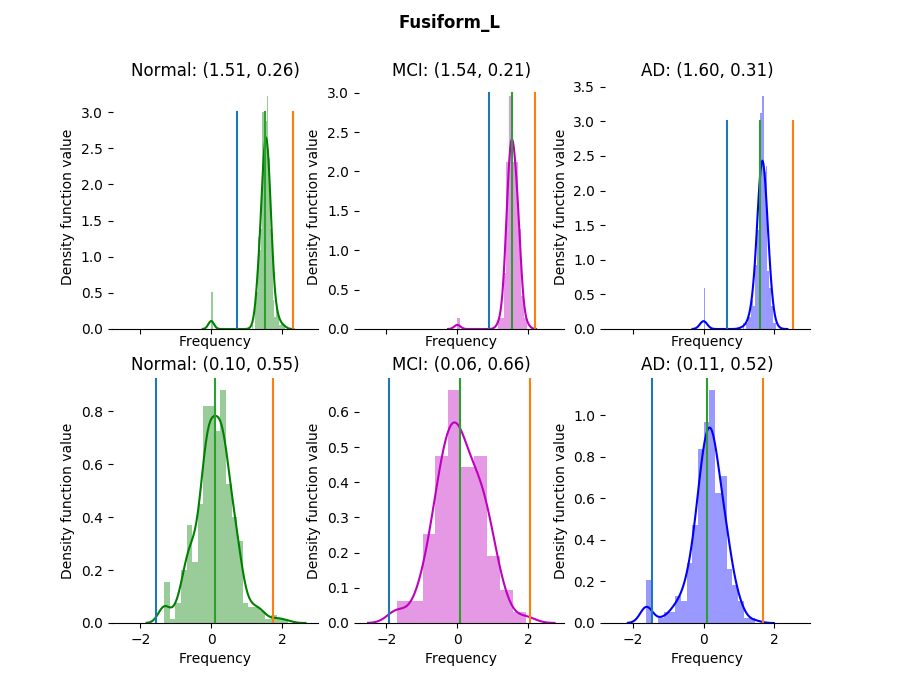 Fusiform_L
Normal: (1.51, 0.26)
MCI: (1.54, 0.21)
AD: (1.60, 0.31)
Density function value
3.0
2.5
2.0
1.5
1.0
0.5
0.0
Frequency
Density function value
3.0
2.5
2.0
1.5
1.0
0.5
0.0
Frequency
Density function value
3.5
3.0
2.5
2.0
1.5
1.0
0.5
0.0
Frequency
Normal: (0.10, 0.55)
MCI: (0.06, 0.66)
AD: (0.11, 0.52)
Density function value
0.8
0.6
0.4
0.2
0.0
−2 0 2
Frequency
Density function value
0.6
0.5
0.4
0.3
0.2
0.1
0.0
−2 0 2
Frequency
Density function value
1.0
0.8
0.6
0.4
0.2
0.0
−2 0 2
Frequency